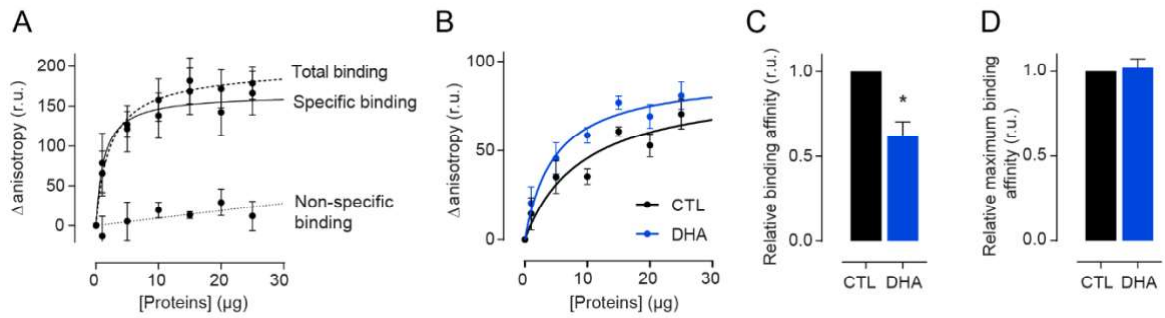 A
Δ anisotropy (r.u.)
200
150
100
50
0
0 10 20 30
[Proteins] (μg)
Total binding
Specific binding
Non-specific
binding
B
Δ anisotropy (r.u.)
100
50
0
0 10 20 30
[Proteins] (μg)
CTL
DHA
C
Relative binding affinity (r.u.)
1.0
0.5
0.0
*
CTL DHA
D
Relative maximum binding
affinity (r.u.)
1.0
0.5
0.0
CTL DHA